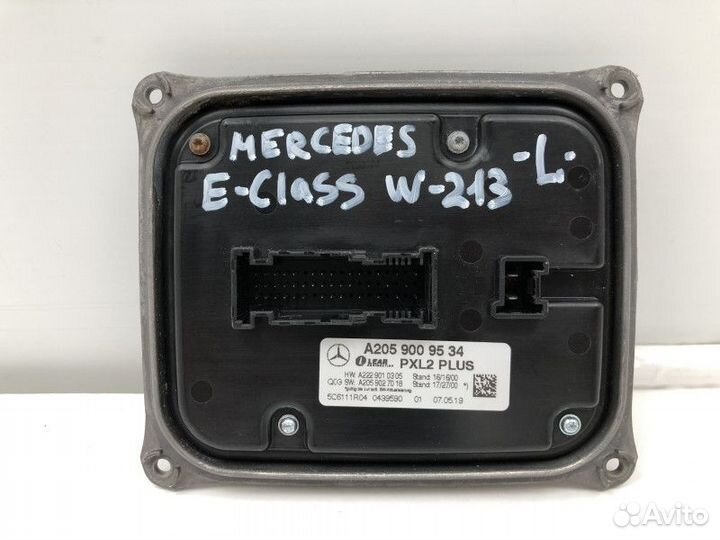 MERCEDES
-L-
E-Class W-213
A205 900 95 34
LEAR PXL2 PLUS
HW: A222 901 03 05 Stand: 16/16/00
Q03 SW: A205 902 70 18 Stand: 17/27/00 *)
5C6111R04 0439590 01 07.05.19
Avito